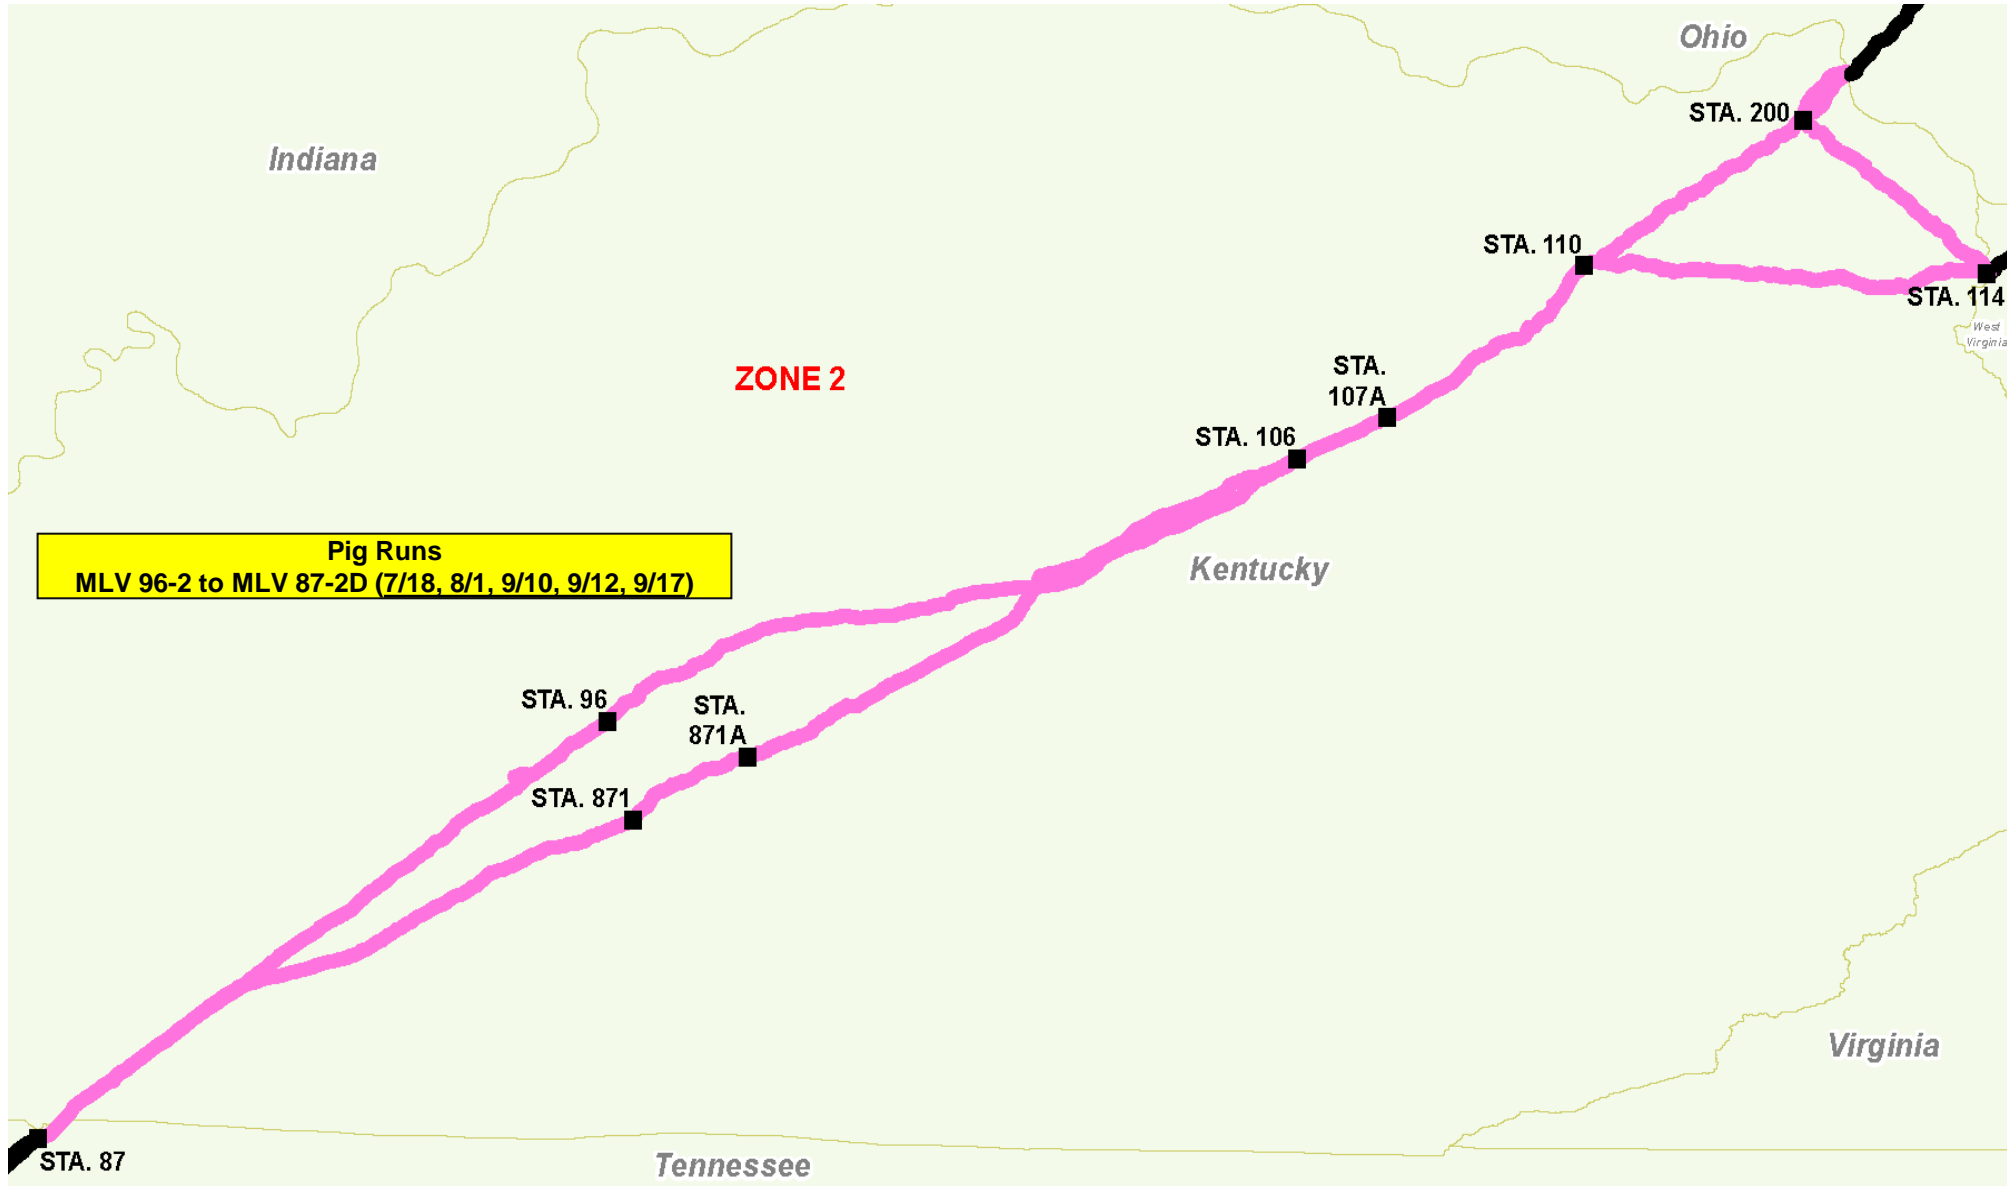 Ohio
STA. 200
Indiana
STA. 110
STA. 114
West
Virginia
STA.
107A
ZONE 2
STA. 106
Pig Runs
MLV 96-2 to MLV 87-2D (7/18, 8/1, 9/10, 9/12, 9/17)
Kentucky
STA. 96
STA.
871A
STA. 871
Virginia
STA. 87
Tennessee